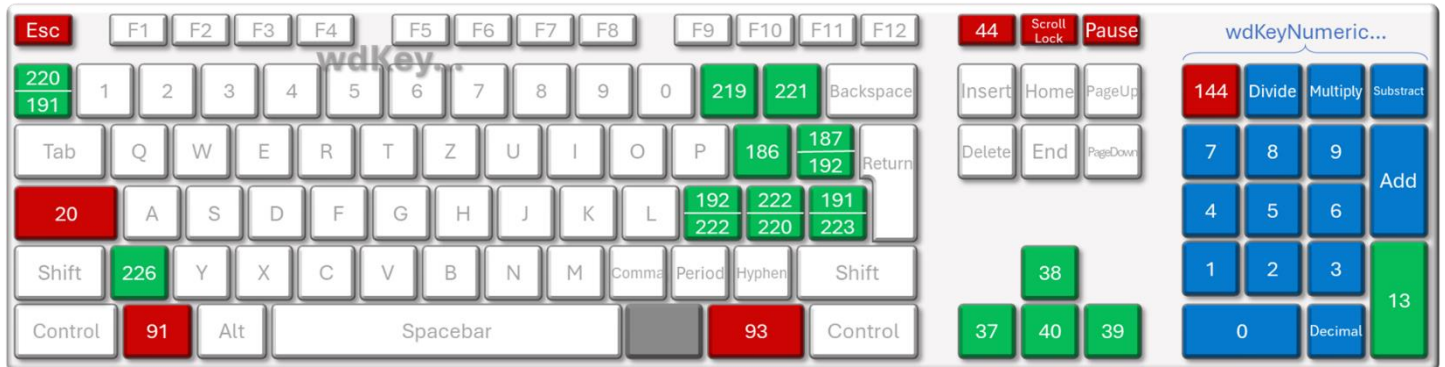 Esc F1 F2 F3 F4 F5 F6 F7 F8 F9 F10 F11 F12 44 Scroll Lock Pause wdKeyNumeric...
wdKey...
220 191 1 2 3 4 5 6 7 8 9 0 219 221 Backspace Insert Home PageUp 144 Divide Multiply Substract
Tab Q W E R T Z U I O P 186 187 192 Return Delete End PageDown 7 8 9 Add
20 A S D F G H J K L 192 222 222 220 191 223 4 5 6
Shift 226 Y X C V B N M Comma Period Hyphen Shift 38 1 2 3 13
Control 91 Alt Spacebar 93 Control 37 40 39 0 Decimal